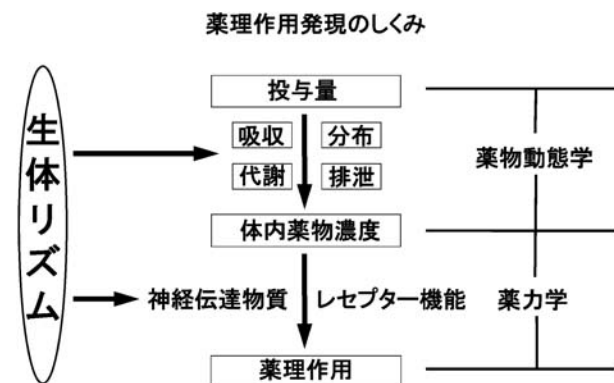 薬理作用発現のしくみ
生体リズム
投与量
吸収 分布
代謝 排泄
薬物動態学
体内薬物濃度
神経伝達物質 レセプター機能 薬力学
薬理作用